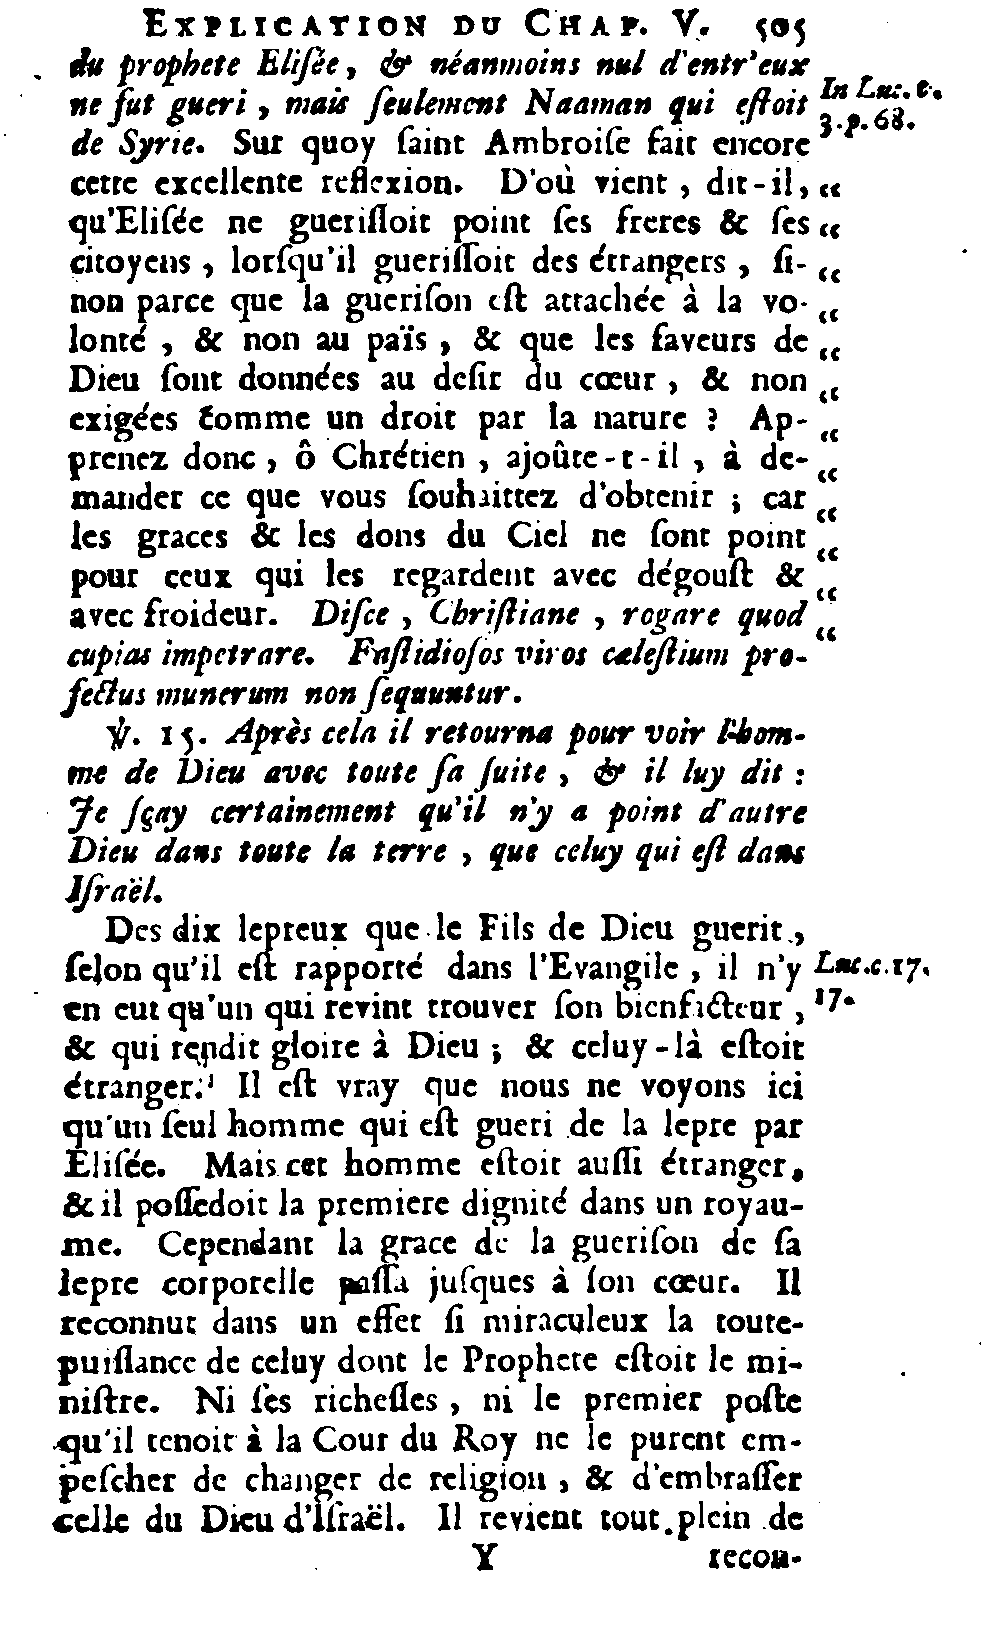 EXPLICATION DU CHAP. V. 505
du prophete Eliſée, & néanmoins nul d'entr'eux
ne fut gueri, mais ſeulement Naaman qui eſtoit
In Luc. c.
3. p. 68.
de Syrie. Sur quoy ſaint Ambroiſe fait encore
cette excellente reflexion. D'où vient, dit-il, “
qu'Eliſée ne gueriſſoit point ſes freres & ſes “
citoyens, lorſqu'il gueriſſoit des étrangers, ſi- “
non parce que la gueriſon eſt attachée à la vo- “
lonté, & non au païs, & que les faveurs de “
Dieu ſont données au deſir du cœur, & non “
exigées comme un droit par la nature ? Ap- “
prenez donc, ô Chrétien, ajoûte-t-il, à de- “
mander ce que vous ſouhaittez d'obtenir ; car “
les graces & les dons du Ciel ne ſont point “
pour ceux qui les regardent avec dégouſt & “
avec froideur. Diſce, Chriſtiane, rogare quod “
cupias impetrare. Faſtidioſos viros cæleſtium pro-
fectus munerum non ſequuntur.
℣. 15. Après cela il retourna pour voir l'hom-
me de Dieu avec toute ſa ſuite, & il luy dit :
Je ſçay certainement qu'il n'y a point d'autre
Dieu dans toute la terre, que celuy qui eſt dans
Iſraël.
Des dix lepreux que le Fils de Dieu guerit,
ſelon qu'il eſt rapporté dans l'Evangile, il n'y
Luc. c. 17.
17.
en eut qu'un qui revint trouver ſon bienfacteur,
& qui rendit gloire à Dieu ; & celuy-là eſtoit
étranger. Il eſt vray que nous ne voyons ici
qu'un ſeul homme qui eſt gueri de la lepre par
Eliſée. Mais cet homme eſtoit auſſi étranger,
& il poſſedoit la premiere dignité dans un royau-
me. Cependant la grace de la gueriſon de ſa
lepre corporelle paſſa juſques à ſon cœur. Il
reconnut dans un effet ſi miraculeux la toute-
puiſſance de celuy dont le Prophete eſtoit le mi-
niſtre. Ni ſes richeſſes, ni le premier poſte
qu'il tenoit à la Cour du Roy ne le purent em-
peſcher de changer de religion, & d'embraſſer
celle du Dieu d'Iſraël. Il revient tout plein de
Y recon-